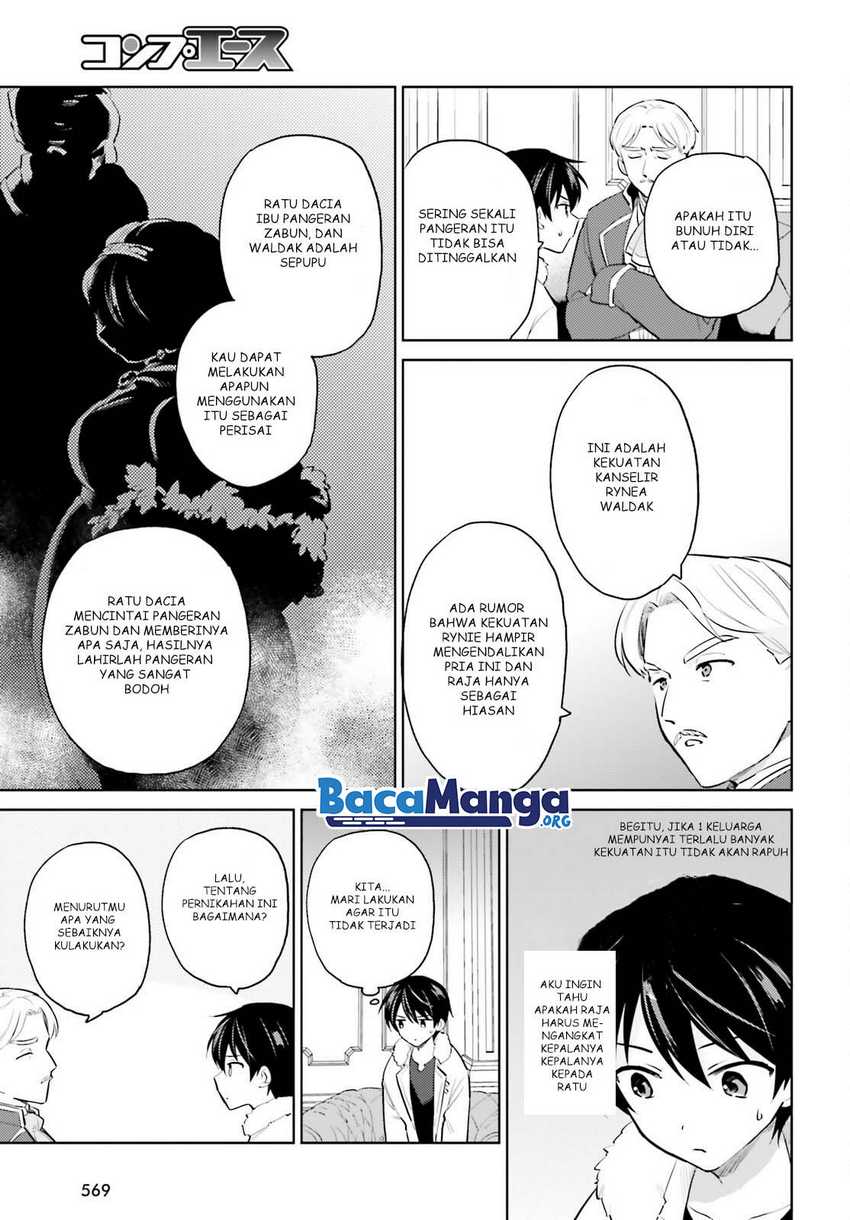 コンプ・エース
APAKAH ITU
BUNUH DIRI
ATAU TIDAK...
SERING SEKALI
PANGERAN ITU
TIDAK BISA
DITINGGALKAN
INI ADALAH
KEKUATAN
KANSELIR
RYNEA
WALDAK
ADA RUMOR
BAHWA KEKUATAN
RYNIE HAMPIR
MENGENDALIKAN
PRIA INI DAN
RAJA HANYA
SEBAGAI
HIASAN
RATU DACIA
IBU PANGERAN
ZABUN, DAN
WALDAK ADALAH
SEPUPU
KAU DAPAT
MELAKUKAN
APAPUN
MENGGUNAKAN
ITU SEBAGAI
PERISAI
RATU DACIA
MENCINTAI PANGERAN
ZABUN DAN MEMBERINYA
APA SAJA, HASILNYA
LAHIRLAH PANGERAN
YANG SANGAT
BODOH
BacaManga
.ORG
BEGITU, JIKA 1 KELUARGA
MEMPUNYAI TERLALU BANYAK
KEKUATAN ITU TIDAK AKAN RAPUH
AKU INGIN
TAHU
APAKAH RAJA
HARUS ME-
NGANGKAT
KEPALANYA
KEPALANYA
KEPADA
RATU
KITA...
MARI LAKUKAN
AGAR ITU
TIDAK TERJADI
LALU,
TENTANG
PERNIKAHAN INI
BAGAIMANA?
MENURUTMU
APA YANG
SEBAIKNYA
KULAKUKAN?
569